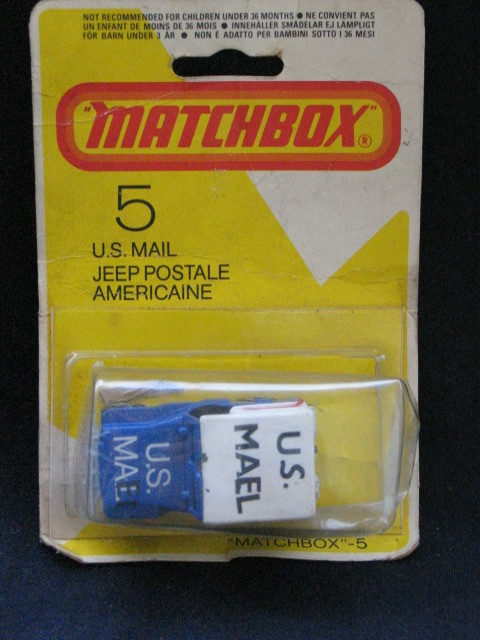 NOT RECOMMENDED FOR CHILDREN UNDER 36 MONTHS ● NE CONVIENT PAS
UN ENFANT DE MOINS DE 36 MOIS ● INNEHÅLLER SMÅDELAR EJ LÄMPLIGT
FÖR BARN UNDER 3 ÅR. ● NON È ADATTO PER BAMBINI SOTTO I 36 MESI
"MATCHBOX"®
5
U.S. MAIL
JEEP POSTALE
AMERICAINE
U.S.
MAEL
U.S.
MAEL
"MATCHBOX"-5